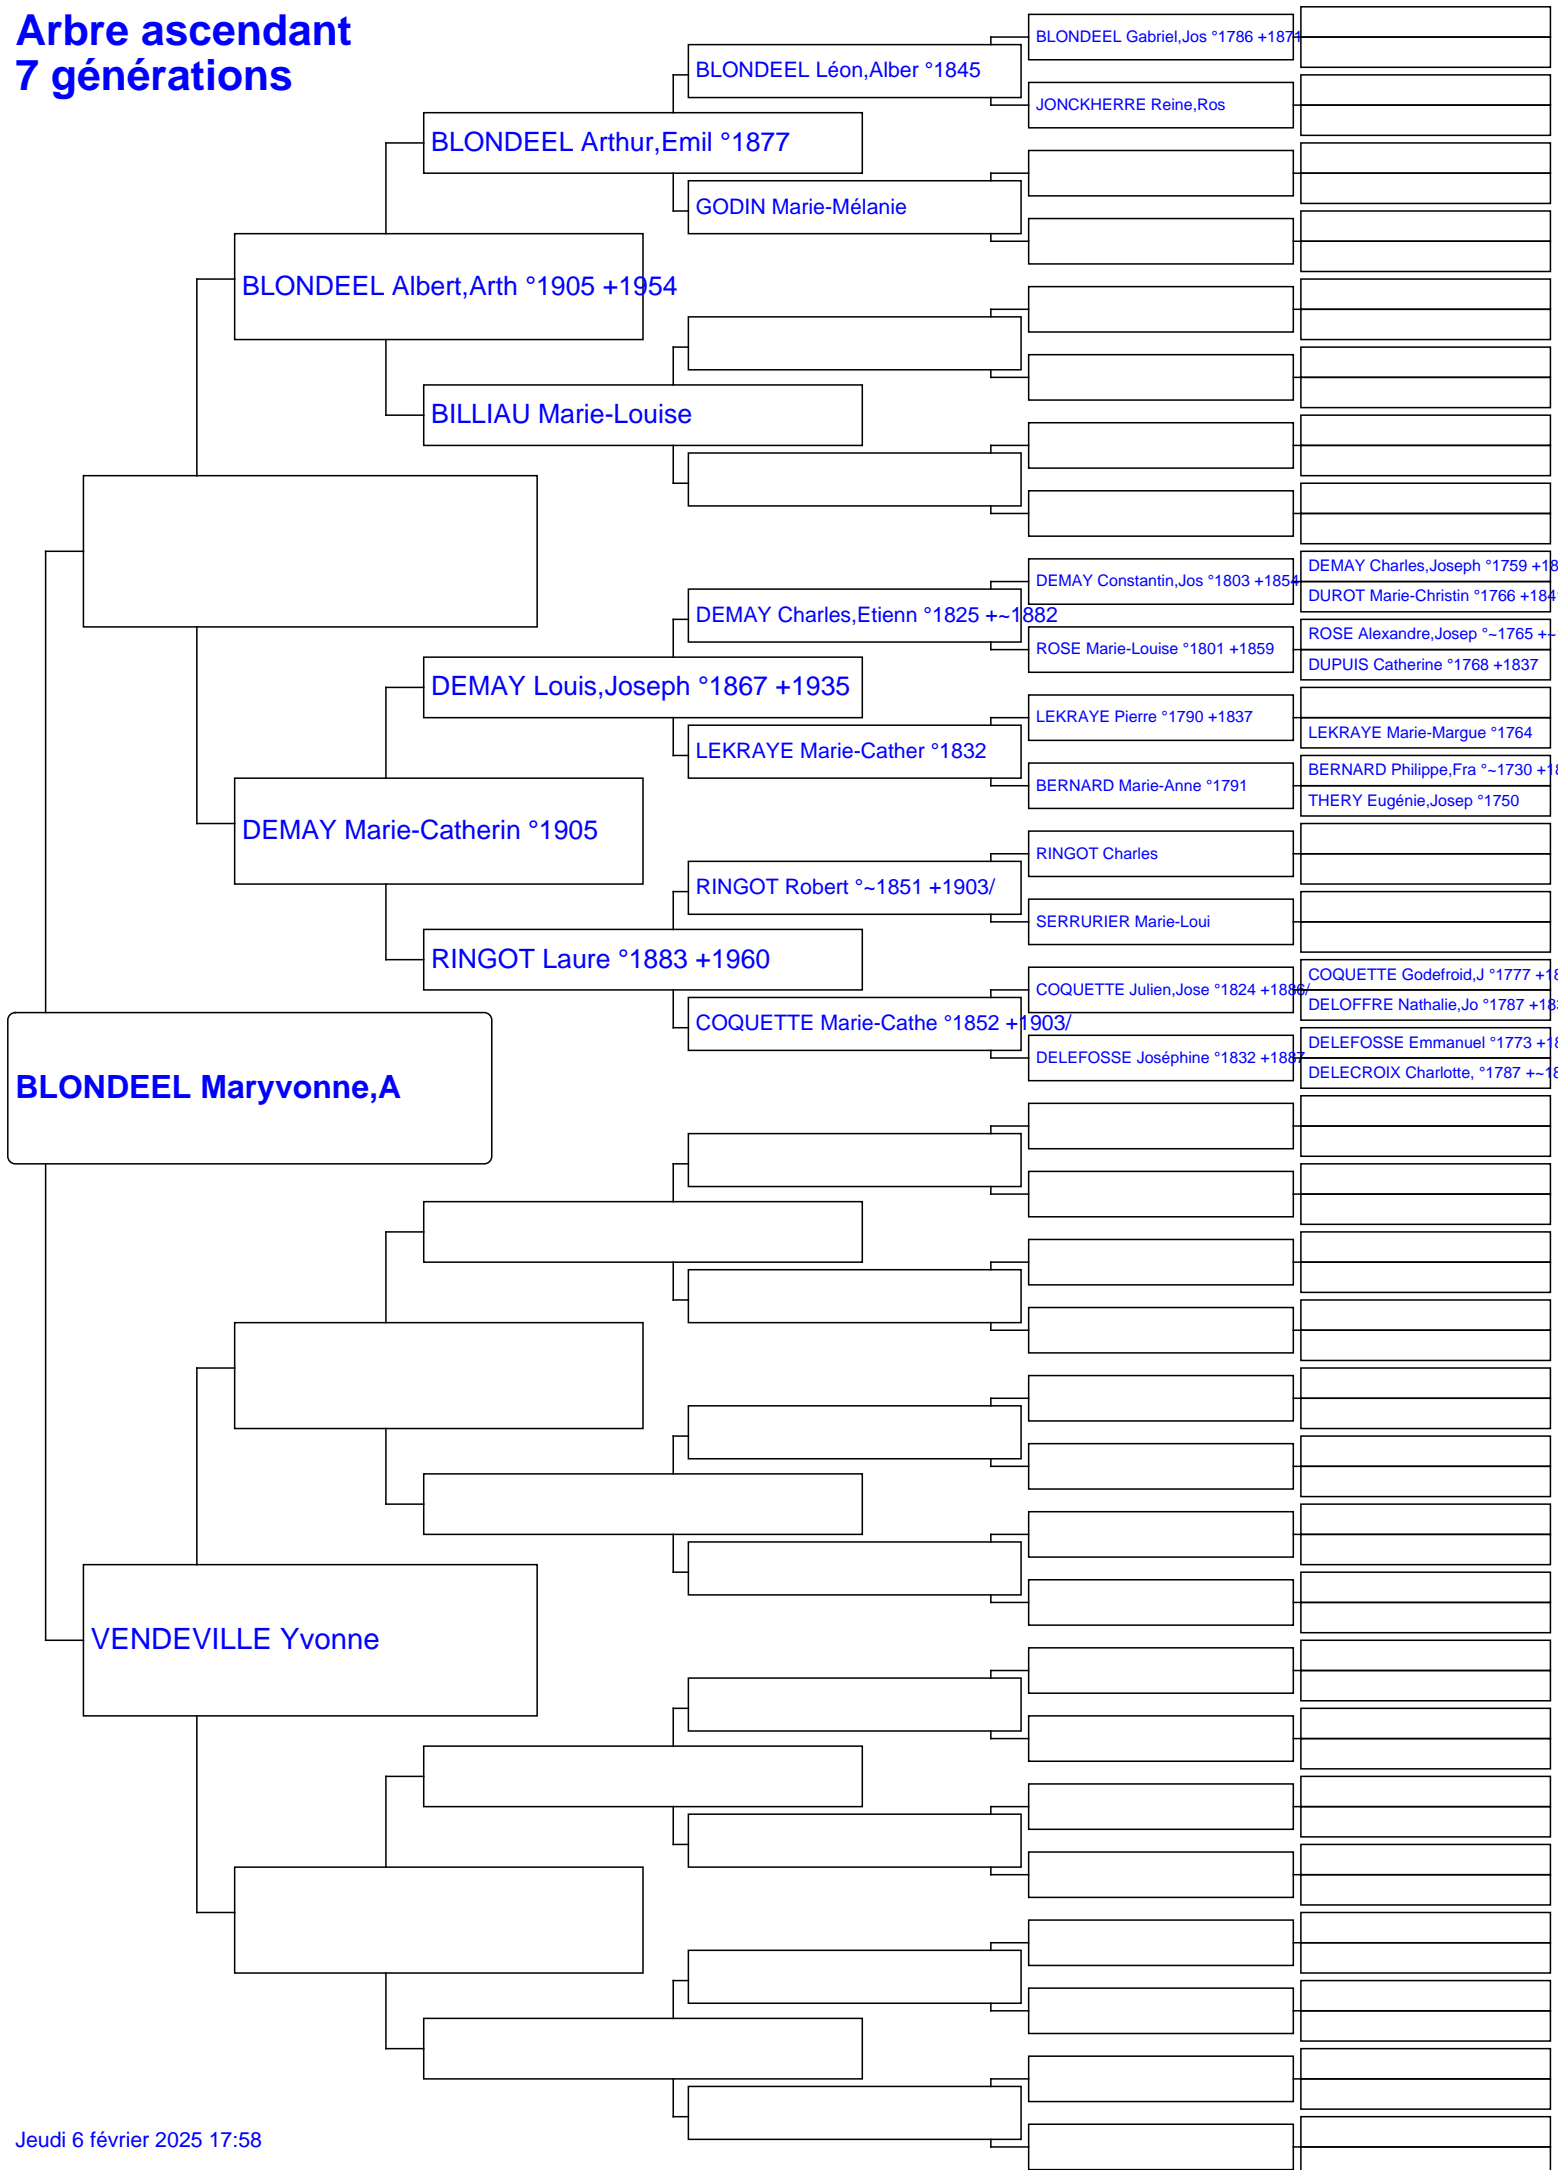 Arbre ascendant
7 générations
BLONDEEL Gabriel,Jos °1786 +1871
BLONDEEL Léon,Alber °1845
JONCKHERRE Reine,Ros
BLONDEEL Arthur,Emil °1877
GODIN Marie-Mélanie
BLONDEEL Albert,Arth °1905 +1954
BILLIAU Marie-Louise
DEMAY Charles,Joseph °1759 +18
DEMAY Constantin,Jos °1803 +1854
DUROT Marie-Christin °1766 +184
DEMAY Charles,Etienn °1825 +~1882
ROSE Alexandre,Josep °~1765 +~
ROSE Marie-Louise °1801 +1859
DUPUIS Catherine °1768 +1837
DEMAY Louis,Joseph °1867 +1935
LEKRAYE Pierre °1790 +1837
LEKRAYE Marie-Margue °1764
LEKRAYE Marie-Cather °1832
BERNARD Philippe,Fra °~1730 +18
BERNARD Marie-Anne °1791
THERY Eugénie,Josep °1750
DEMAY Marie-Catherin °1905
RINGOT Charles
RINGOT Robert °~1851 +1903/
SERRURIER Marie-Loui
RINGOT Laure °1883 +1960
COQUETTE Godefroid,J °1777 +18
COQUETTE Julien,Jose °1824 +1886/
DELOFFRE Nathalie,Jo °1787 +183
COQUETTE Marie-Cathe °1852 +1903/
DELEFOSSE Emmanuel °1773 +18
DELEFOSSE Joséphine °1832 +1887
DELECROIX Charlotte, °1787 +~18
BLONDEEL Maryvonne,A
VENDEVILLE Yvonne
Jeudi 6 février 2025 17:58